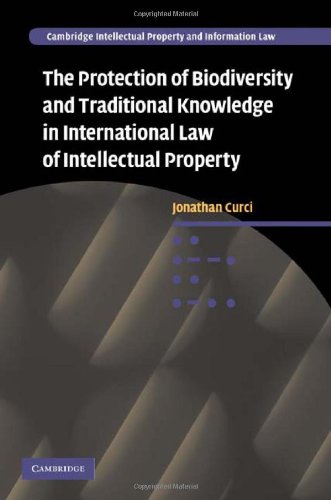 Cambridge Intellectual Property and Information Law
The Protection of Biodiversity
and Traditional Knowledge
in International Law
of Intellectual Property
Jonathan Curci
CAMBRIDGE